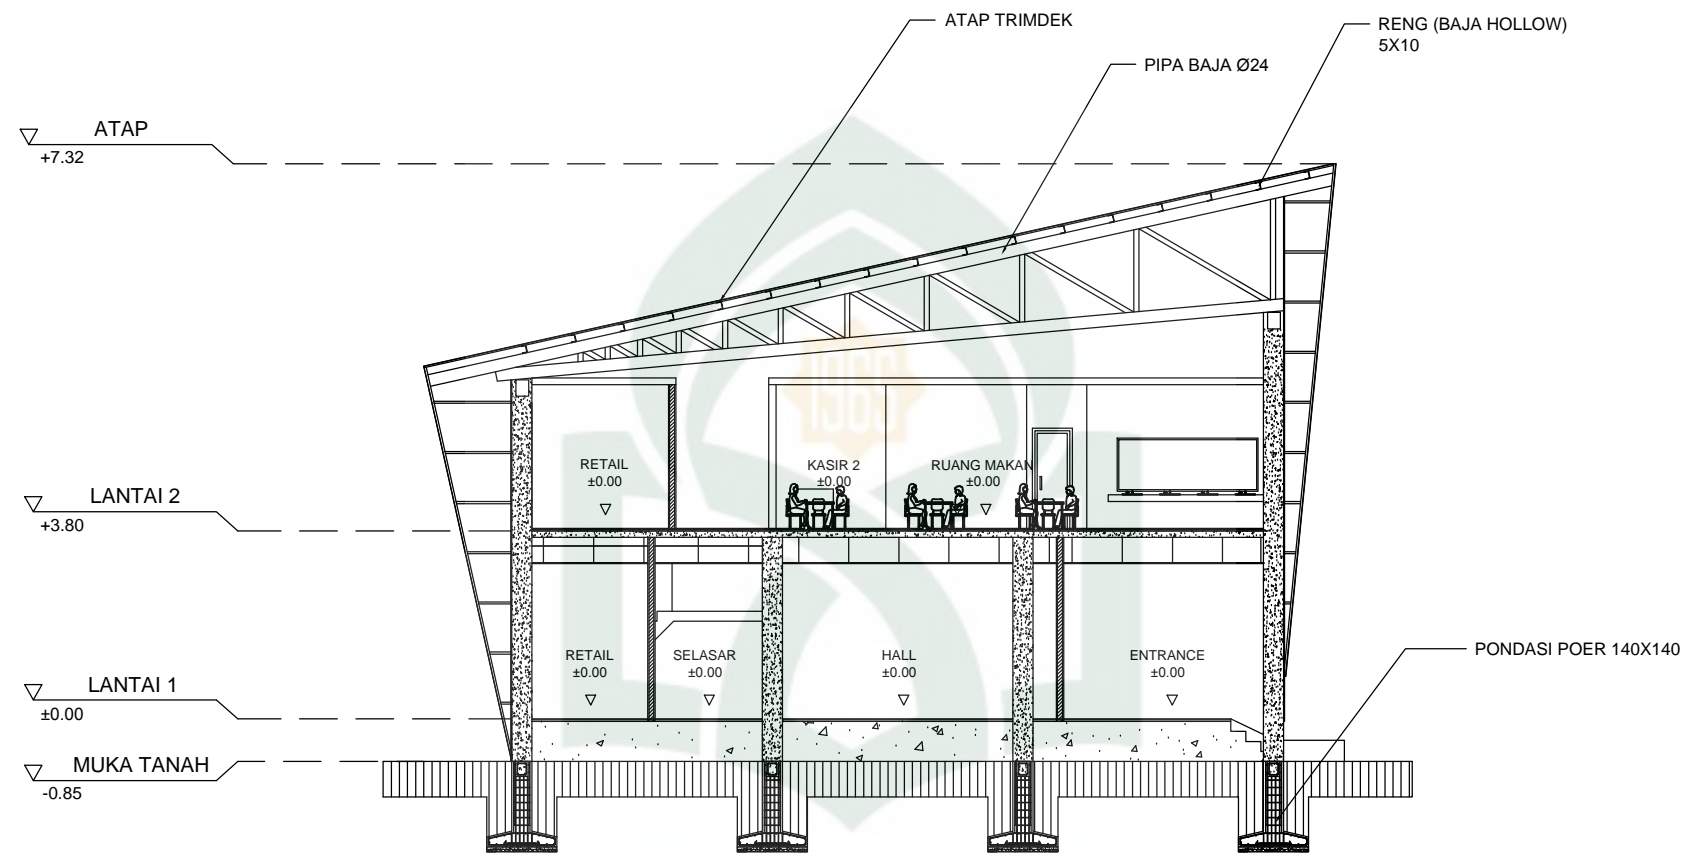 ATAP TRIMDEK
RENG (BAJA HOLLOW)
5X10
PIPA BAJA Ø24
ATAP
+7.32
1965
RETAIL
±0.00
KASIR 2
±0.00
RUANG MAKAN
±0.00
LANTAI 2
+3.80
RETAIL
±0.00
SELASAR
±0.00
HALL
±0.00
ENTRANCE
±0.00
PONDASI POER 140X140
LANTAI 1
±0.00
MUKA TANAH
-0.85